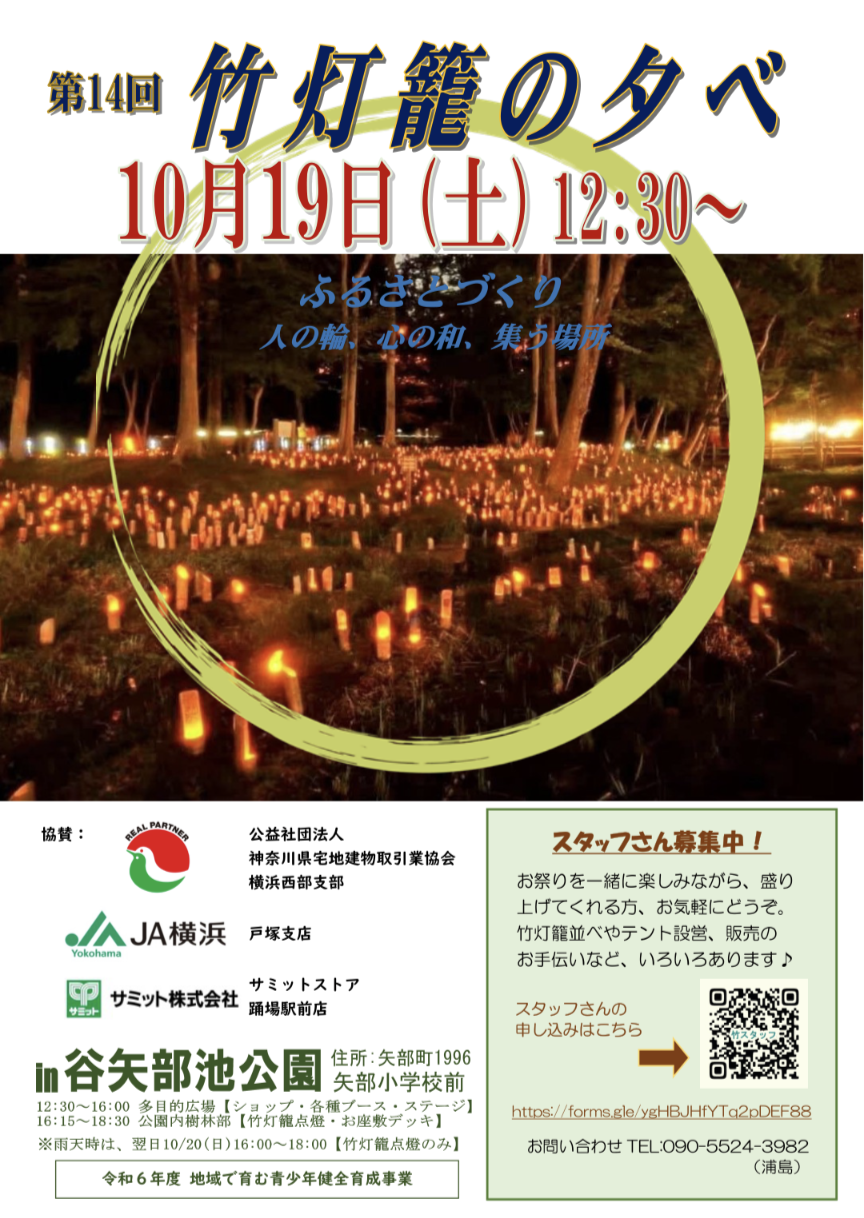 第14回 竹灯籠の夕べ
10月19日(土)12:30～
ふるさとづくり
人の輪、心の和、集う場所
協賛：
REAL PARTNER
公益社団法人
神奈川県宅地建物取引業協会
横浜西部支部
Yokohama
JA横浜 戸塚支店
サミット
サミット株式会社
サミットストア
踊場駅前店
in谷矢部池公園
住所:矢部町1996
矢部小学校前
12:30～16:00 多目的広場【ショップ・各種ブース・ステージ】
16:15～18:30 公園内樹林部【竹灯籠点燈・お座敷デッキ】
※雨天時は、翌日10/20(日)16:00～18:00【竹灯籠点燈のみ】
令和６年度 地域で育む青少年健全育成事業
スタッフさん募集中！
お祭りを一緒に楽しみながら、盛り
上げてくれる方、お気軽にどうぞ。
竹灯籠並べやテント設営、販売の
お手伝いなど、いろいろあります♪
スタッフさんの
申し込みはこちら
竹スタッフ
https://forms.gle/ygHBJHfYTq2pDEF88
お問い合わせ TEL:090-5524-3982
（浦島）